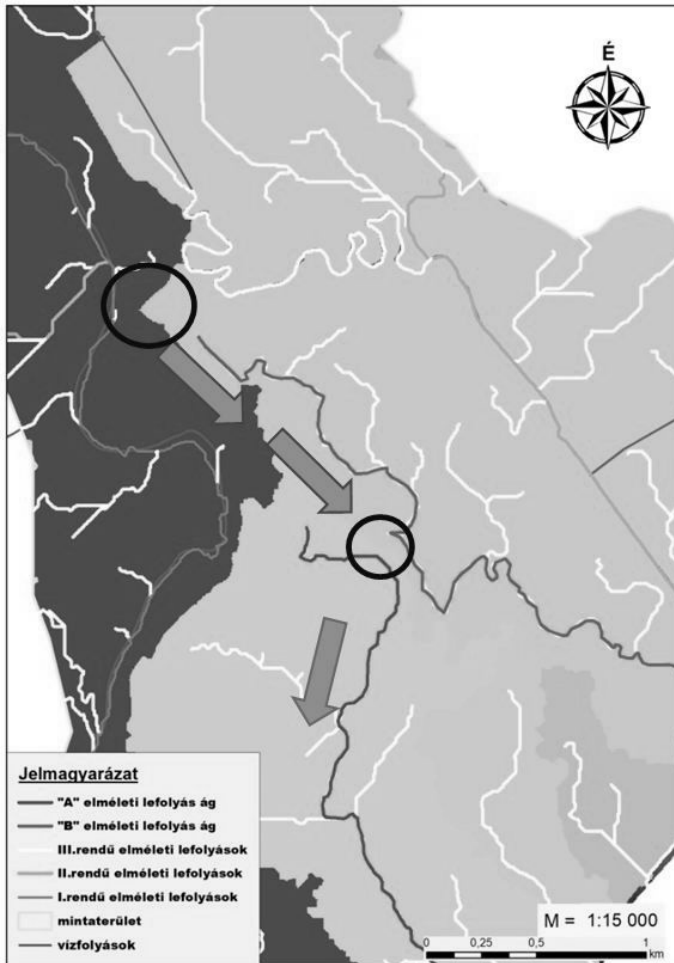 É
Jelmagyarázat
"A" elméleti lefolyás ág
"B" elméleti lefolyás ág
III.rendű elméleti lefolyások
II.rendű elméleti lefolyások
I.rendű elméleti lefolyások
mintaterület
vízfolyások
M = 1:15 000
0 0,25 0,5 1
km